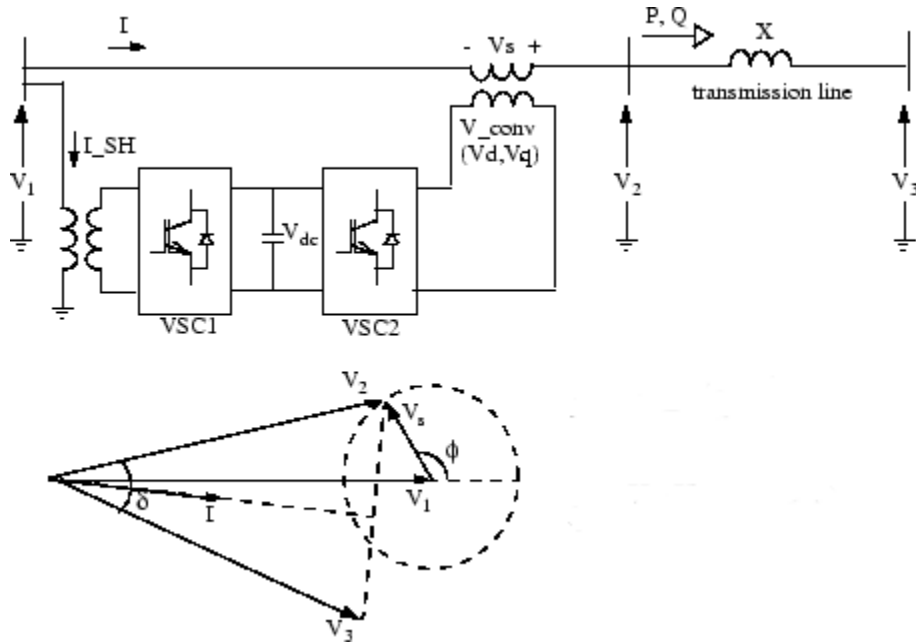 P, Q
I
- Vs +
X
transmission line
V_conv
(Vd,Vq)
I_SH
V1
V2
V3
Vdc
VSC1
VSC2
V2
Vs
ϕ
V1
δ
I
V3